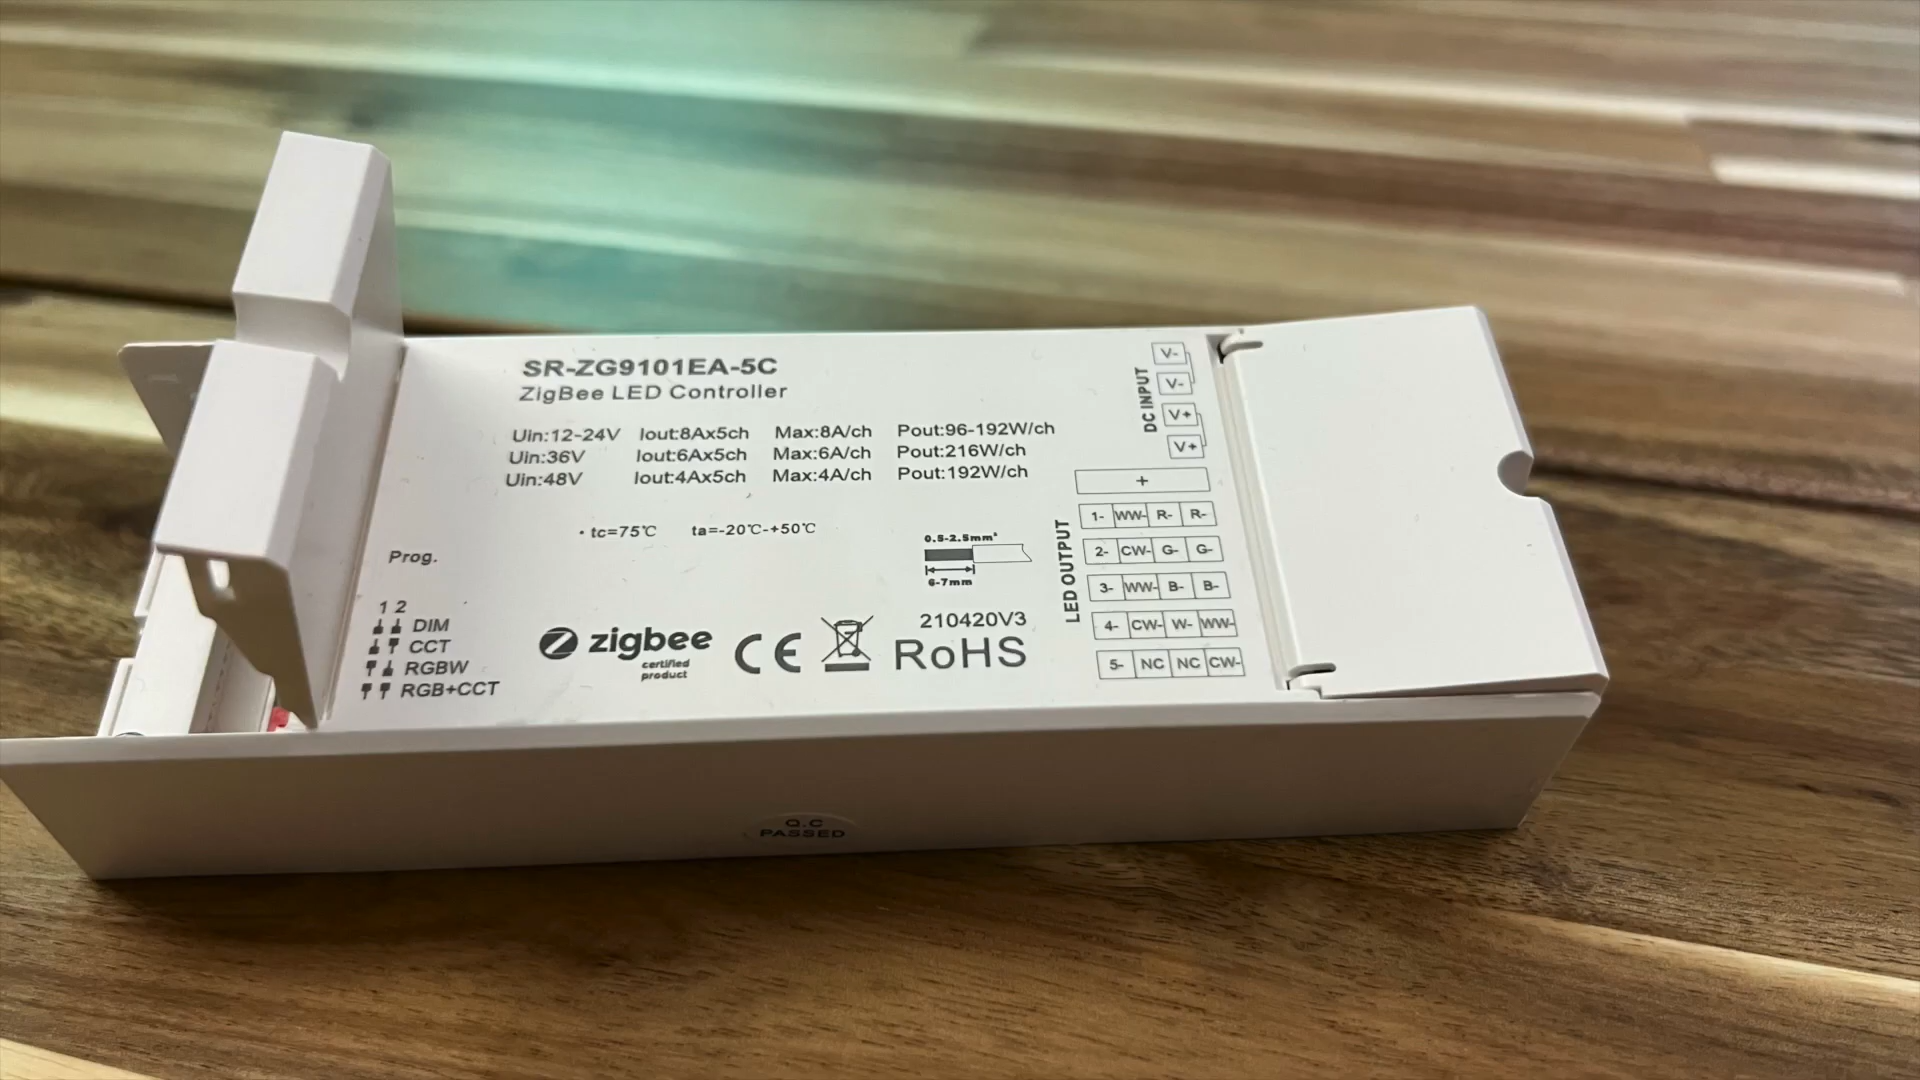 SR-ZG9101EA-5C
ZigBee LED Controller
Uin:12-24V Iout:8Ax5ch Max:8A/ch Pout:96-192W/ch
Uin:36V Iout:6Ax5ch Max:6A/ch Pout:216W/ch
Uin:48V Iout:4Ax5ch Max:4A/ch Pout:192W/ch
• tc=75℃ ta=-20℃-+50℃
Prog.
1 2
DIM
CCT
RGBW
RGB+CCT
zigbee
certified
product
CE
0.5-2.5mm²
6-7mm
210420V3
RoHS
DC INPUT
V-
V-
V+
V+
LED OUTPUT
+
1- WW- R- R-
2- CW- G- G-
3- WW- B- B-
4- CW- W- WW-
5- NC NC CW-
Q.C
PASSED